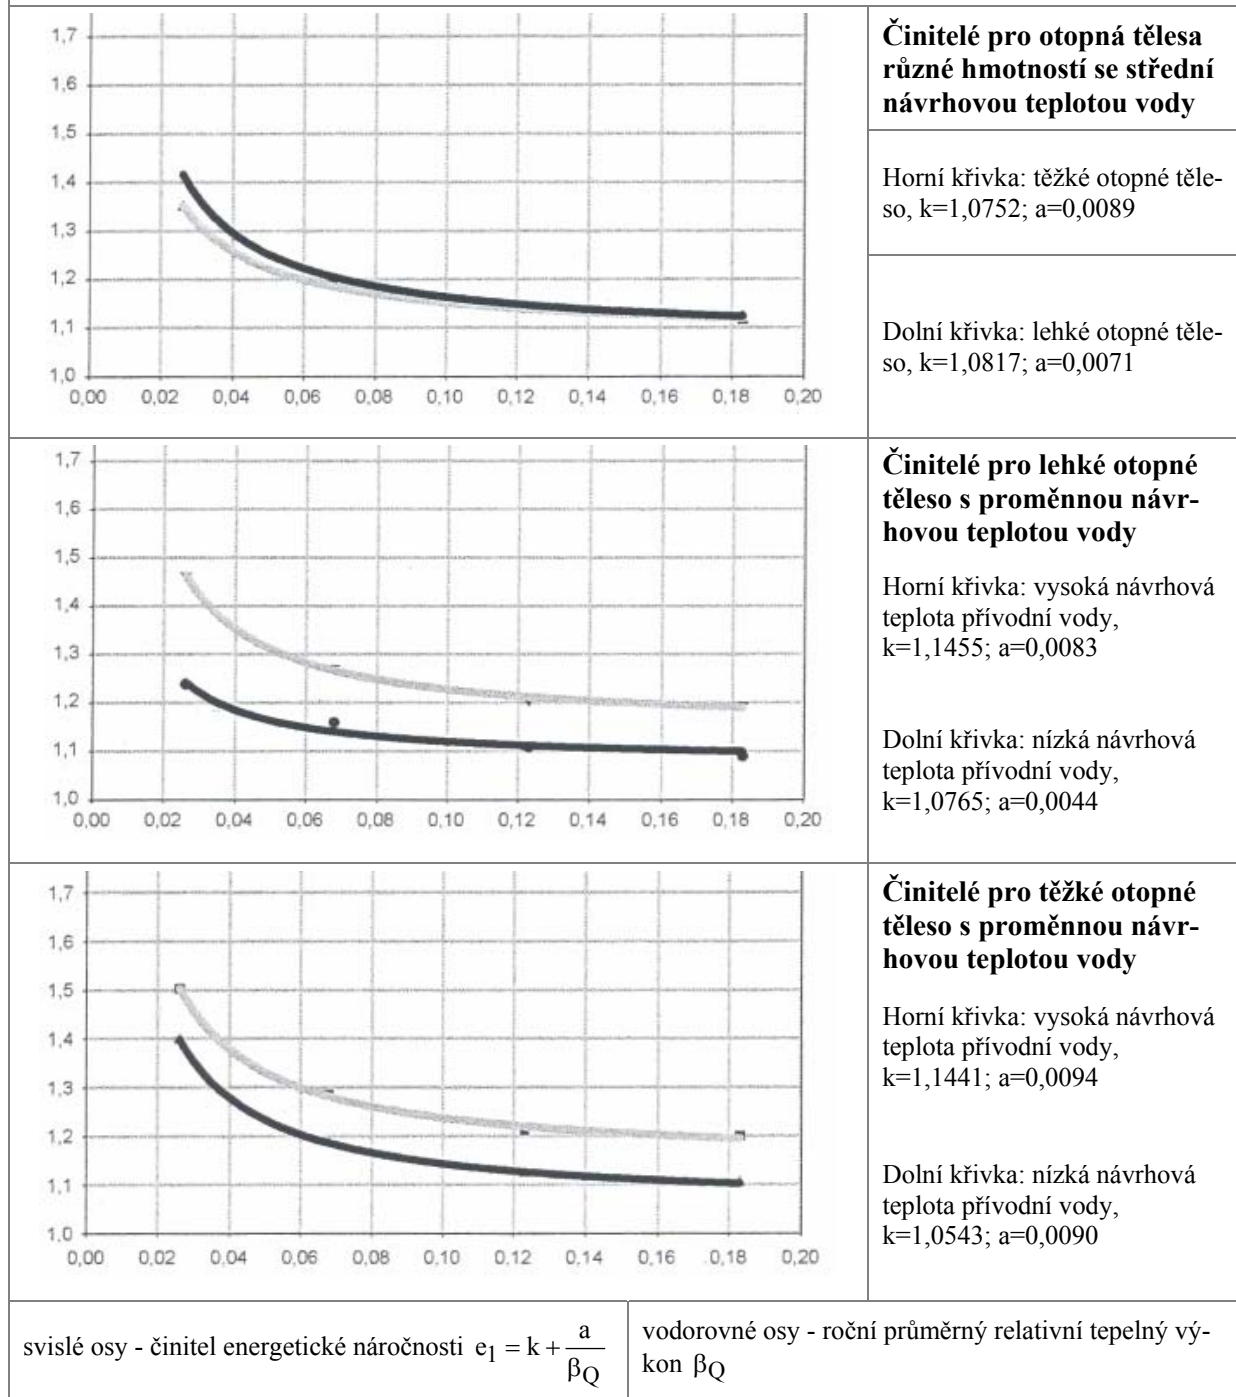 1,7
1,6
1,5
1,4
1,3
1,2
1,1
1,0
0,00 0,02 0,04 0,06 0,08 0,10 0,12 0,14 0,16 0,18 0,20
Činitelé pro otopná tělesa
různé hmotností se střední
návrhovou teplotou vody
Horní křivka: těžké otopné těle-
so, k=1,0752; a=0,0089
Dolní křivka: lehké otopné těle-
so, k=1,0817; a=0,0071
1,7
1,6
1,5
1,4
1,3
1,2
1,1
1,0
0,00 0,02 0,04 0,06 0,08 0,10 0,12 0,14 0,16 0,18 0,20
Činitelé pro lehké otopné
těleso s proměnnou návr-
hovou teplotou vody
Horní křivka: vysoká návrhová
teplota přívodní vody,
k=1,1455; a=0,0083
Dolní křivka: nízká návrhová
teplota přívodní vody,
k=1,0765; a=0,0044
1,7
1,6
1,5
1,4
1,3
1,2
1,1
1,0
0,00 0,02 0,04 0,06 0,08 0,10 0,12 0,14 0,16 0,18 0,20
Činitelé pro těžké otopné
těleso s proměnnou návr-
hovou teplotou vody
Horní křivka: vysoká návrhová
teplota přívodní vody,
k=1,1441; a=0,0094
Dolní křivka: nízká návrhová
teplota přívodní vody,
k=1,0543; a=0,0090
svislé osy - činitel energetické náročnosti e₁ = k + a/β_Q
vodorovné osy - roční průměrný relativní tepelný vý-
kon β_Q